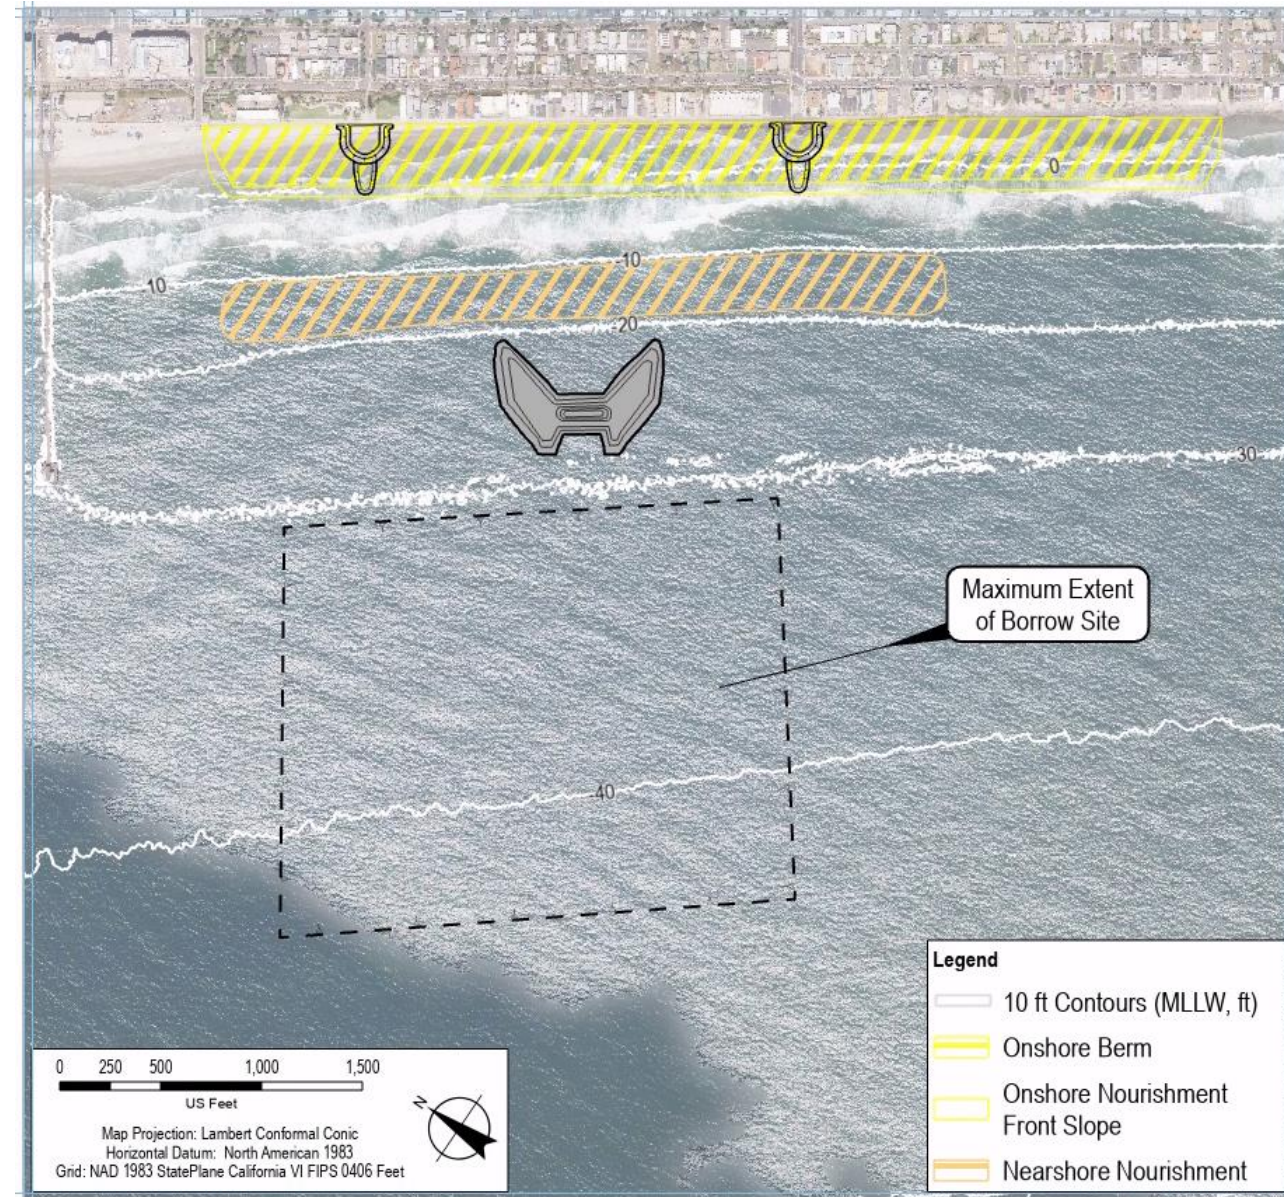 0
-10
-10
-20
-30
Maximum Extent
of Borrow Site
-40
Legend
10 ft Contours (MLLW, ft)
Onshore Berm
Onshore Nourishment
Front Slope
Nearshore Nourishment
0 250 500 1,000 1,500
US Feet
N
Map Projection: Lambert Conformal Conic
Horizontal Datum: North American 1983
Grid: NAD 1983 StatePlane California VI FIPS 0406 Feet